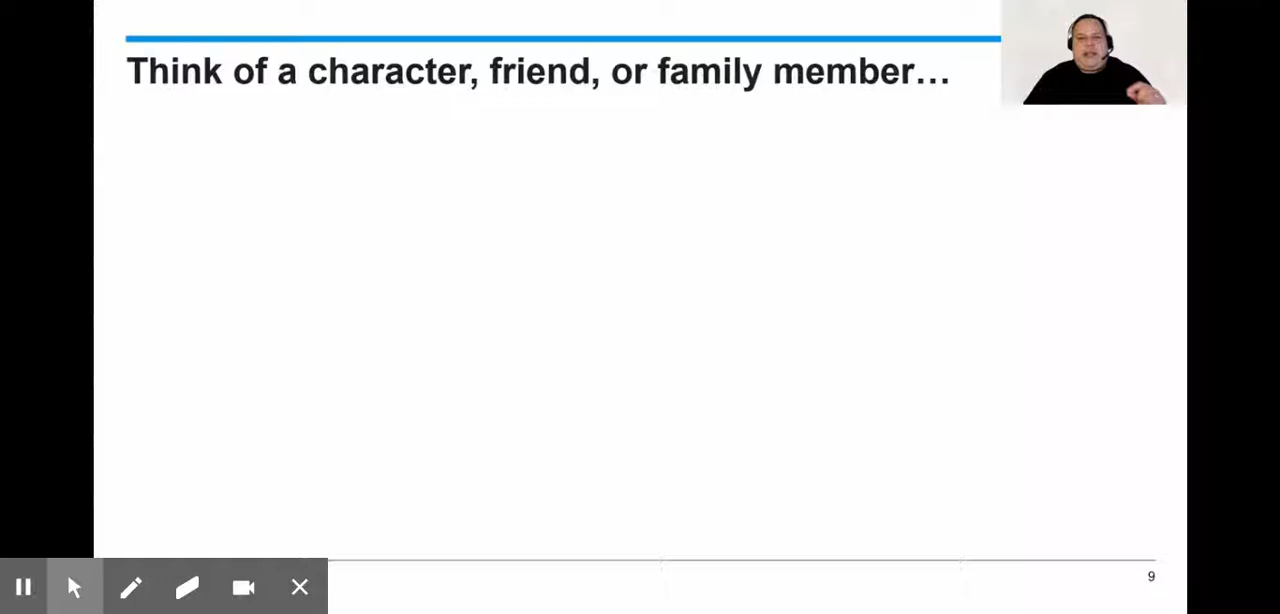 Think of a character, friend, or family member…
9